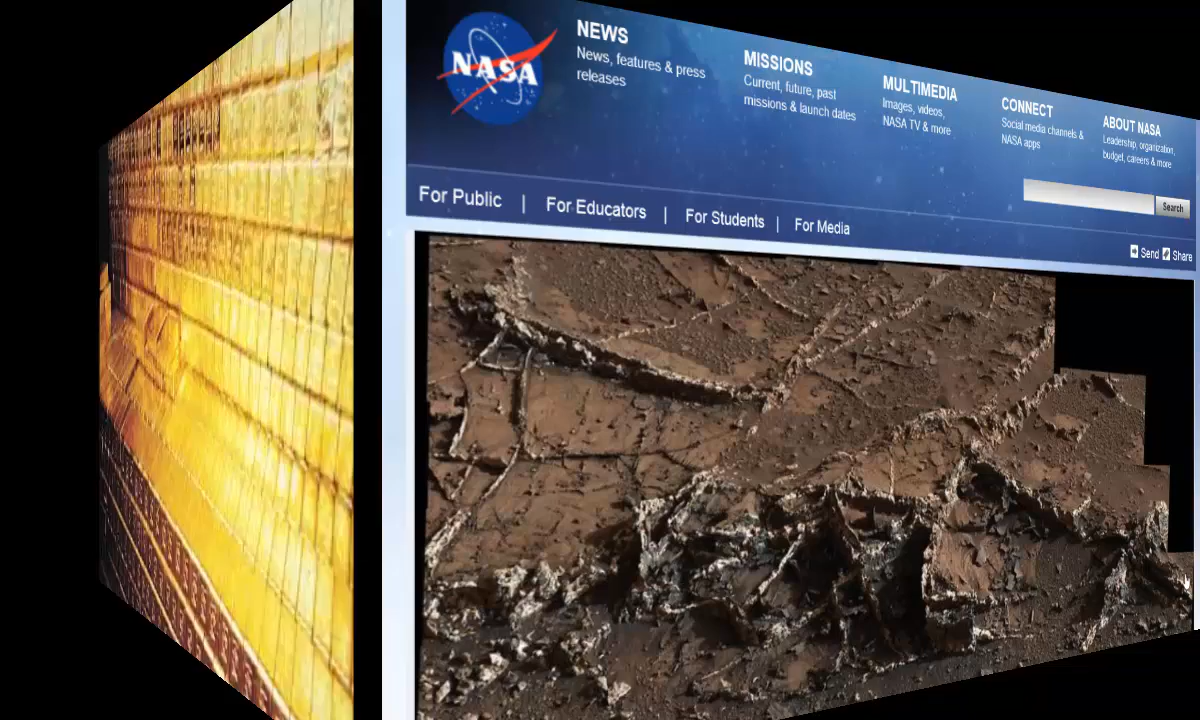 NASA
NEWS
News, features & press
releases
MISSIONS
Current, future, past
missions & launch dates
MULTIMEDIA
Images, videos,
NASA TV & more
CONNECT
Social media channels &
NASA apps
ABOUT NASA
Leadership, organization,
budget, careers & more
Search
For Public | For Educators | For Students | For Media
Send Share